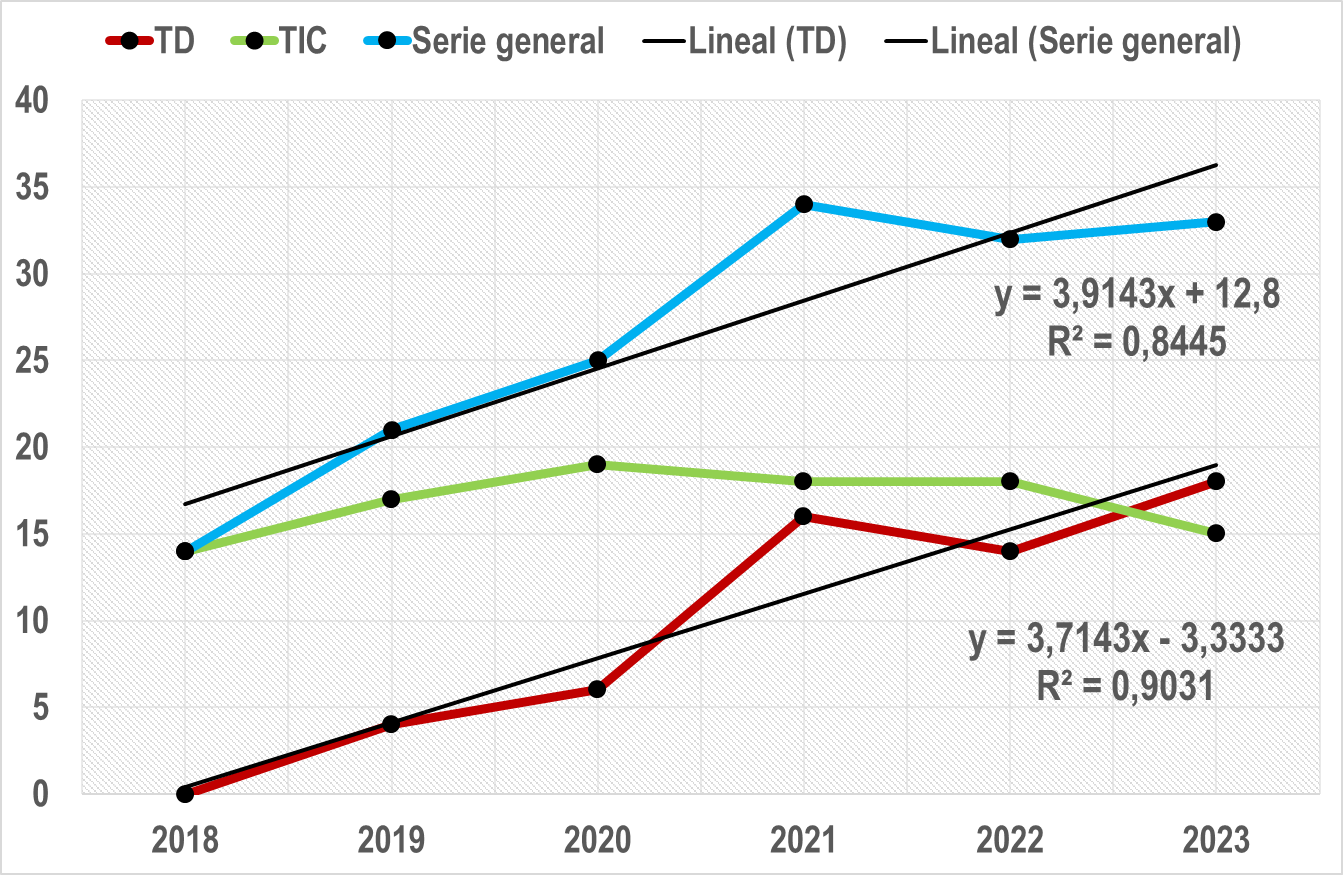 TD TIC Serie general Lineal (TD) Lineal (Serie general)
40
35
30
y = 3,9143x + 12,8
R² = 0,8445
25
20
15
10
y = 3,7143x - 3,3333
R² = 0,9031
5
0
2018 2019 2020 2021 2022 2023